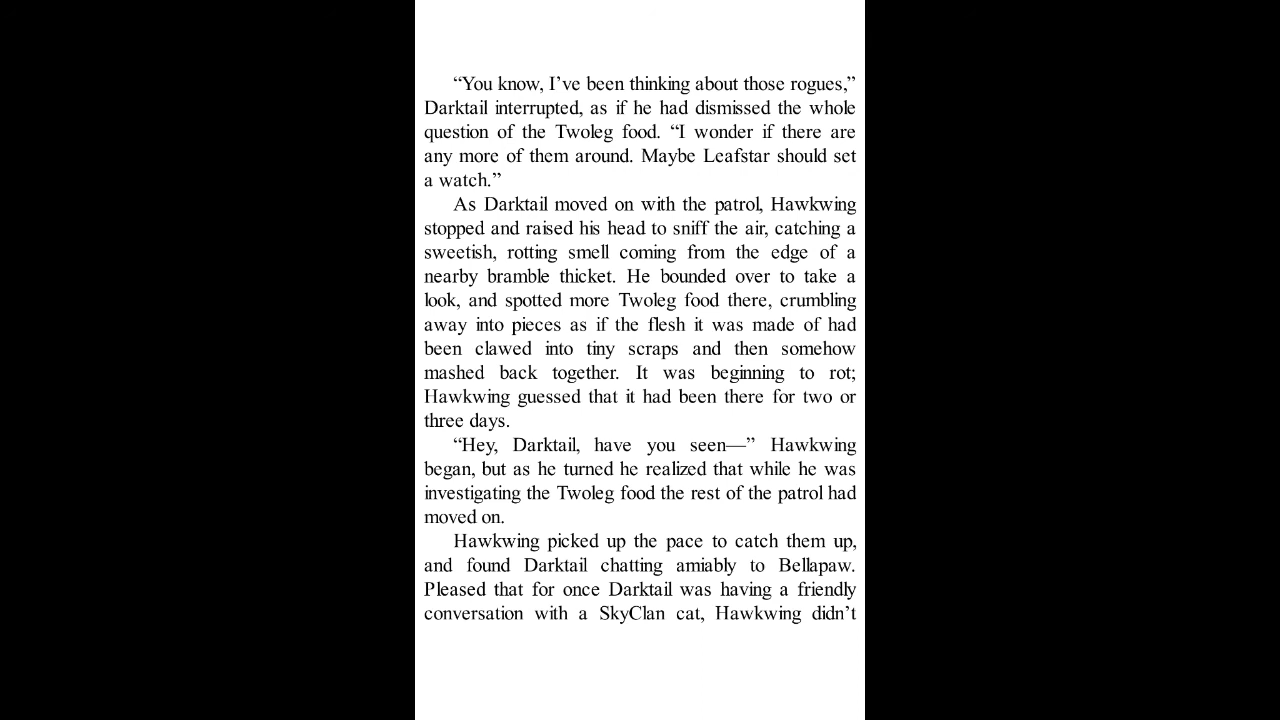 “You know, I’ve been thinking about those rogues,”
Darktail interrupted, as if he had dismissed the whole
question of the Twoleg food. “I wonder if there are
any more of them around. Maybe Leafstar should set
a watch.”
As Darktail moved on with the patrol, Hawkwing
stopped and raised his head to sniff the air, catching a
sweetish, rotting smell coming from the edge of a
nearby bramble thicket. He bounded over to take a
look, and spotted more Twoleg food there, crumbling
away into pieces as if the flesh it was made of had
been clawed into tiny scraps and then somehow
mashed back together. It was beginning to rot;
Hawkwing guessed that it had been there for two or
three days.
“Hey, Darktail, have you seen—” Hawkwing
began, but as he turned he realized that while he was
investigating the Twoleg food the rest of the patrol had
moved on.
Hawkwing picked up the pace to catch them up,
and found Darktail chatting amiably to Bellapaw.
Pleased that for once Darktail was having a friendly
conversation with a SkyClan cat, Hawkwing didn’t